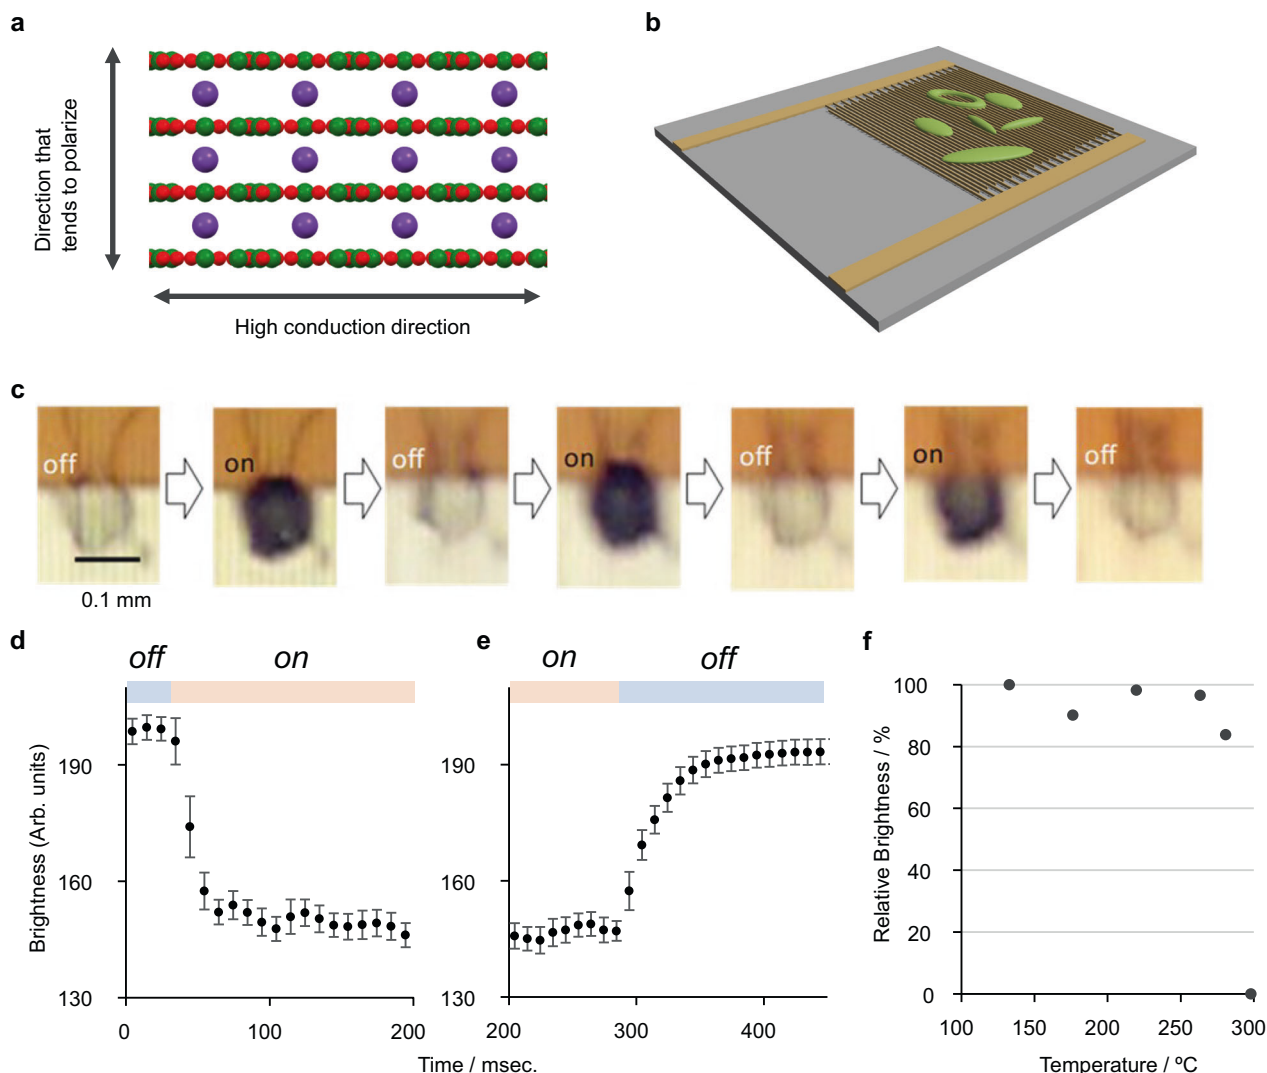 a
Direction that
tends to polarize
High conduction direction
b
c
off
on
off
on
off
on
off
0.1 mm
d
off
on
Brightness (Arb. units)
190
160
130
0
100
200
e
on
off
190
160
130
200
300
400
Time / msec.
f
Relative Brightness / %
100
80
60
40
20
0
100
150
200
250
300
Temperature / ºC